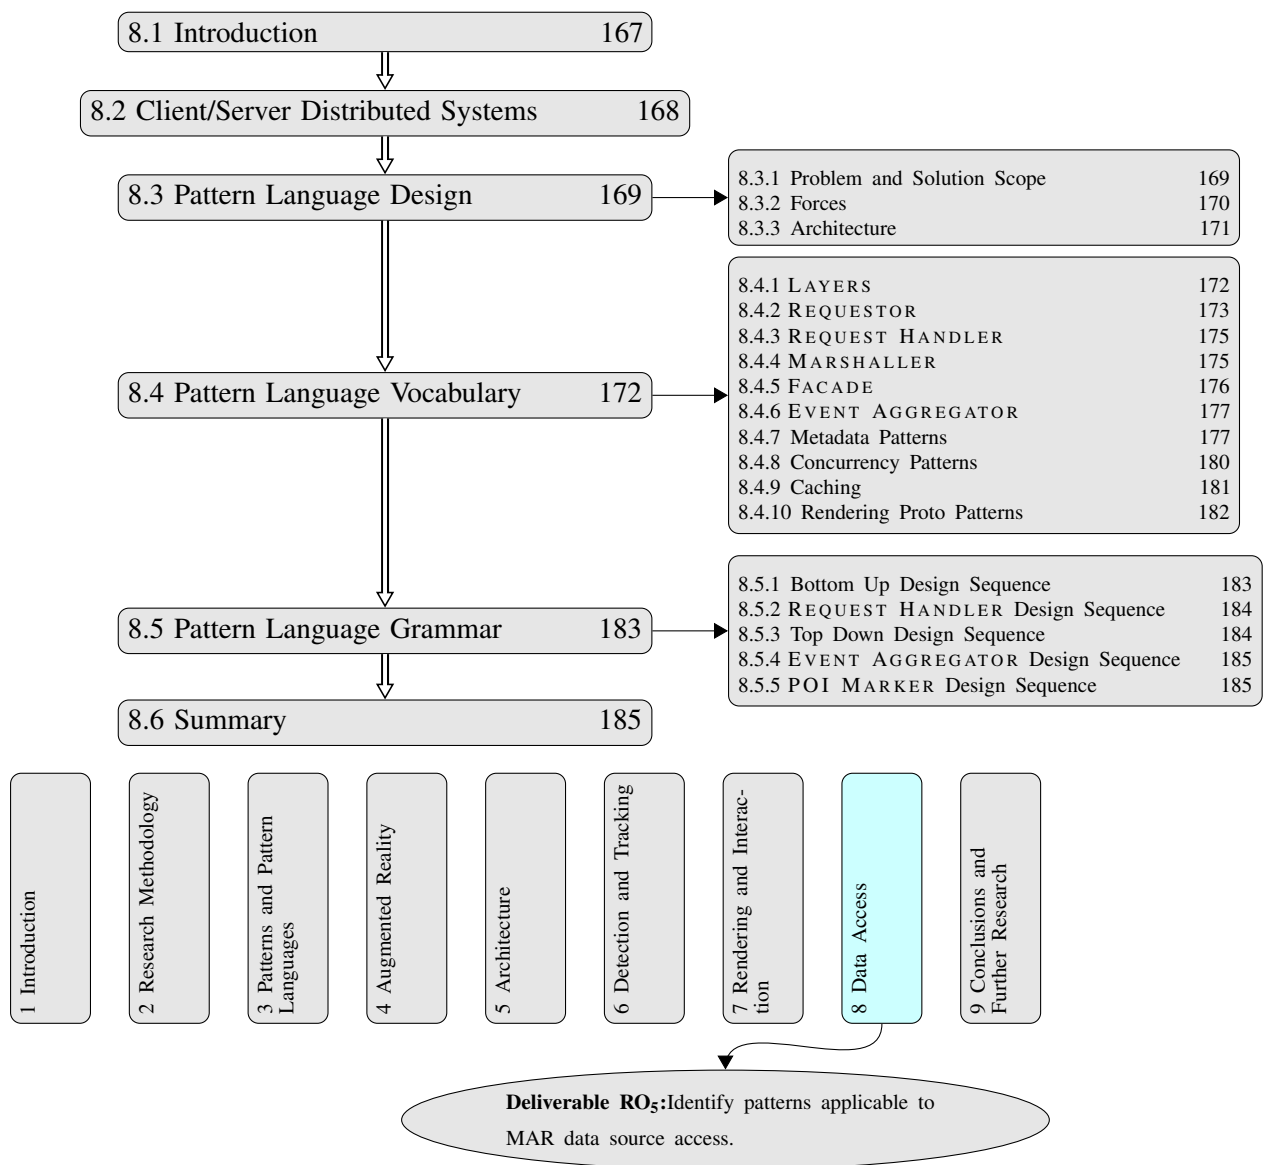 8.1 Introduction 167
8.2 Client/Server Distributed Systems 168
8.3 Pattern Language Design 169
8.3.1 Problem and Solution Scope 169
8.3.2 Forces 170
8.3.3 Architecture 171
8.4 Pattern Language Vocabulary 172
8.4.1 LAYERS 172
8.4.2 REQUESTOR 173
8.4.3 REQUEST HANDLER 175
8.4.4 MARSHALLER 175
8.4.5 FACADE 176
8.4.6 EVENT AGGREGATOR 177
8.4.7 Metadata Patterns 177
8.4.8 Concurrency Patterns 180
8.4.9 Caching 181
8.4.10 Rendering Proto Patterns 182
8.5 Pattern Language Grammar 183
8.5.1 Bottom Up Design Sequence 183
8.5.2 REQUEST HANDLER Design Sequence 184
8.5.3 Top Down Design Sequence 184
8.5.4 EVENT AGGREGATOR Design Sequence 185
8.5.5 POI MARKER Design Sequence 185
8.6 Summary 185
1 Introduction
2 Research Methodology
3 Patterns and Pattern
Languages
4 Augmented Reality
5 Architecture
6 Detection and Tracking
7 Rendering and Interac-
tion
8 Data Access
9 Conclusions and
Further Research
Deliverable RO5:Identify patterns applicable to
MAR data source access.